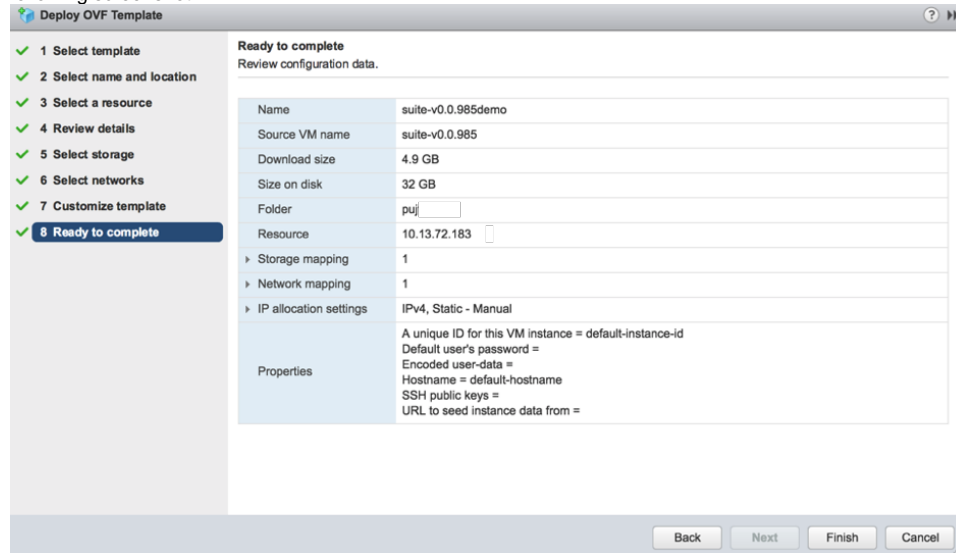 Deploy OVF Template
1 Select template
2 Select name and location
3 Select a resource
4 Review details
5 Select storage
6 Select networks
7 Customize template
8 Ready to complete
Ready to complete
Review configuration data.
Name suite-v0.0.985demo
Source VM name suite-v0.0.985
Download size 4.9 GB
Size on disk 32 GB
Folder puj
Resource 10.13.72.183
Storage mapping 1
Network mapping 1
IP allocation settings IPv4, Static - Manual
Properties
A unique ID for this VM instance = default-instance-id
Default user's password =
Encoded user-data =
Hostname = default-hostname
SSH public keys =
URL to seed instance data from =
Back Next Finish Cancel